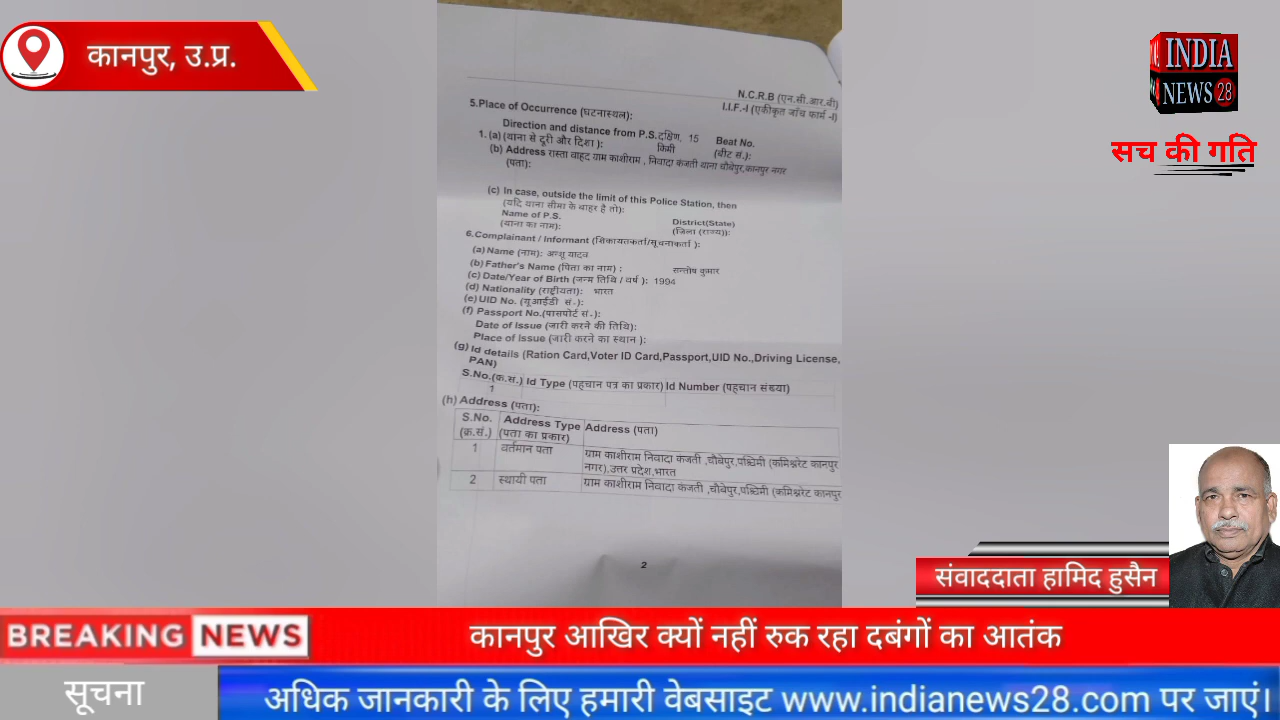 कानपुर, उ.प्र.
INDIA
NEWS 28
सच की गति
N.C.R.B (एन.सी.आर.बी)
I.I.F.-I (एकीकृत जाँच फार्म -I)
5.Place of Occurrence (घटनास्थल):
Direction and distance from P.S. दक्षिण, 15 Beat No.
1. (a) (थाना से दूरी और दिशा ): किमी (बीट सं.):
(b) Address रास्ता वाहद ग्राम काशीराम , निवादा कंजती थाना चौबेपुर,कानपुर नगर
(पता):
(c) In case, outside the limit of this Police Station, then
(यदि थाना सीमा के बाहर है तो):
Name of P.S. District(State)
(थाना का नाम): (जिला (राज्य)):
6.Complainant / Informant (शिकायतकर्ता/सूचनाकर्ता ):
(a) Name (नाम): अन्शू यादव
(b) Father's Name (पिता का नाम) : सन्तोष कुमार
(c) Date/Year of Birth (जन्म तिथि / वर्ष ): 1994
(d) Nationality (राष्ट्रीयता): भारत
(e) UID No. (यूआईडी सं.):
(f) Passport No.(पासपोर्ट सं.):
Date of Issue (जारी करने की तिथि):
Place of Issue (जारी करने का स्थान ):
(g) Id details (Ration Card,Voter ID Card,Passport,UID No.,Driving License,
PAN)
S.No.(क्र.सं.) Id Type (पहचान पत्र का प्रकार) Id Number (पहचान संख्या)
1
(h) Address (पता):
S.No. Address Type Address (पता)
(क्र.सं.) (पता का प्रकार)
1 वर्तमान पता ग्राम काशीराम निवादा कंजती ,चौबेपुर,पश्चिमी (कमिश्नरेट कानपुर
नगर),उत्तर प्रदेश,भारत
2 स्थायी पता ग्राम काशीराम निवादा कंजती ,चौबेपुर,पश्चिमी (कमिश्नरेट कानपुर
2
संवाददाता हामिद हुसैन
BREAKING NEWS कानपुर आखिर क्यों नहीं रुक रहा दबंगों का आतंक
सूचना अधिक जानकारी के लिए हमारी वेबसाइट www.indianews28.com पर जाएं।